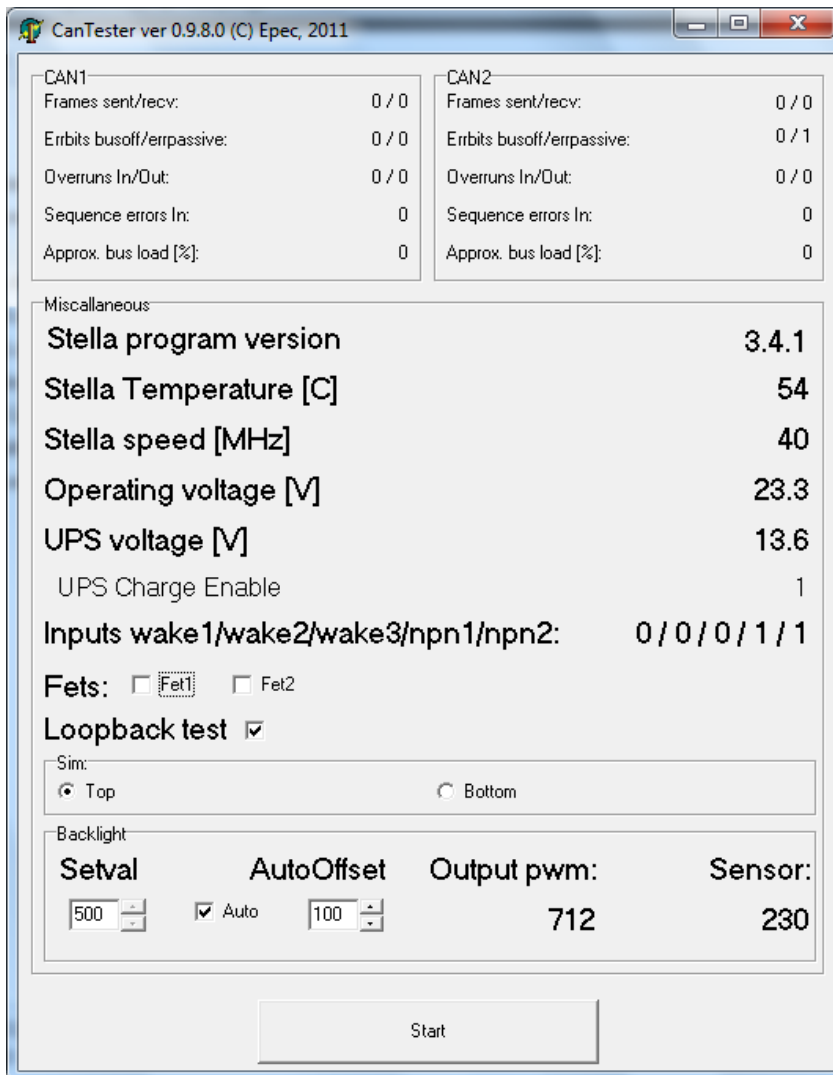 CanTester ver 0.9.8.0 (C) Epec, 2011
CAN1
Frames sent/recv: 0 / 0
Errbits busoff/errpassive: 0 / 0
Overruns In/Out: 0 / 0
Sequence errors In: 0
Approx. bus load [%]: 0
CAN2
Frames sent/recv: 0 / 0
Errbits busoff/errpassive: 0 / 1
Overruns In/Out: 0 / 0
Sequence errors In: 0
Approx. bus load [%]: 0
Miscallaneous
Stella program version 3.4.1
Stella Temperature [C] 54
Stella speed [MHz] 40
Operating voltage [V] 23.3
UPS voltage [V] 13.6
UPS Charge Enable 1
Inputs wake1/wake2/wake3/npn1/npn2: 0 / 0 / 0 / 1 / 1
Fets: Fet1 Fet2
Loopback test
Sim:
Top Bottom
Backlight
Setval AutoOffset Output pwm: Sensor:
500 Auto 100 712 230
Start